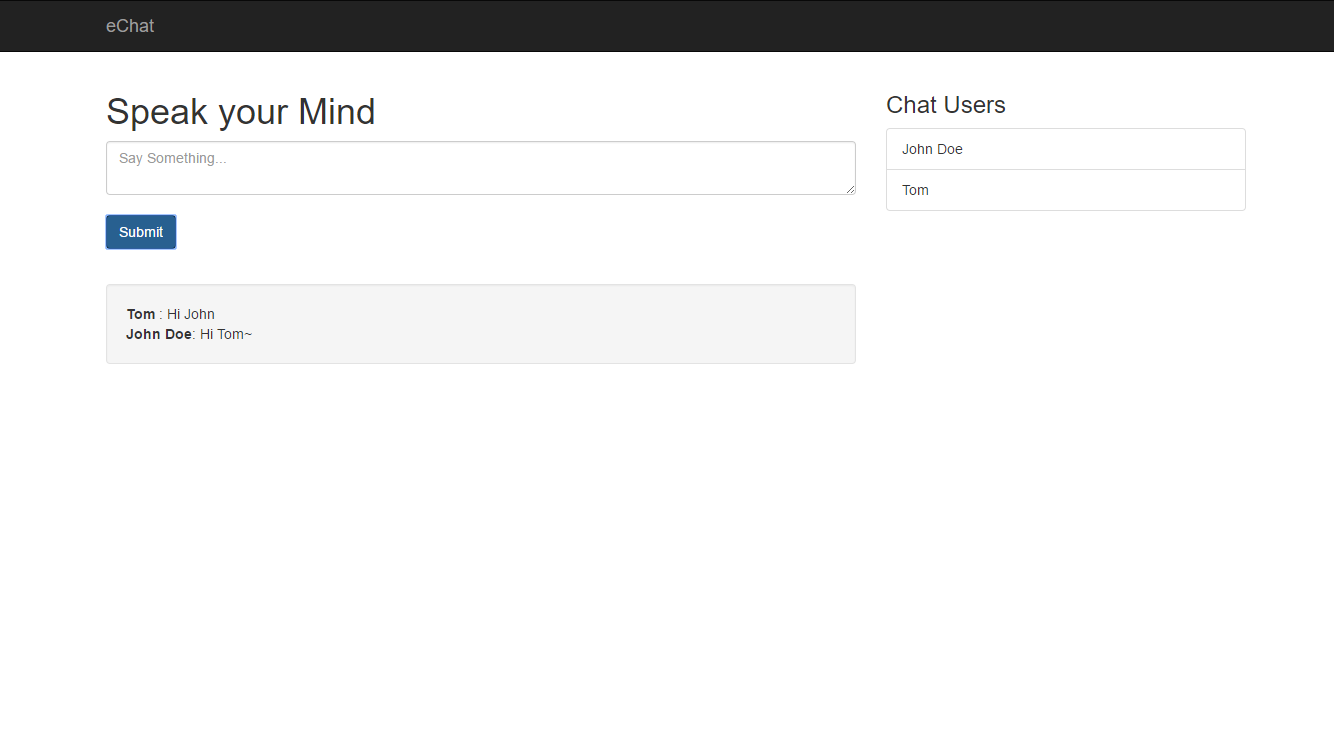 eChat
Speak your Mind
Say Something...
Submit
Tom : Hi John
John Doe: Hi Tom~
Chat Users
John Doe
Tom